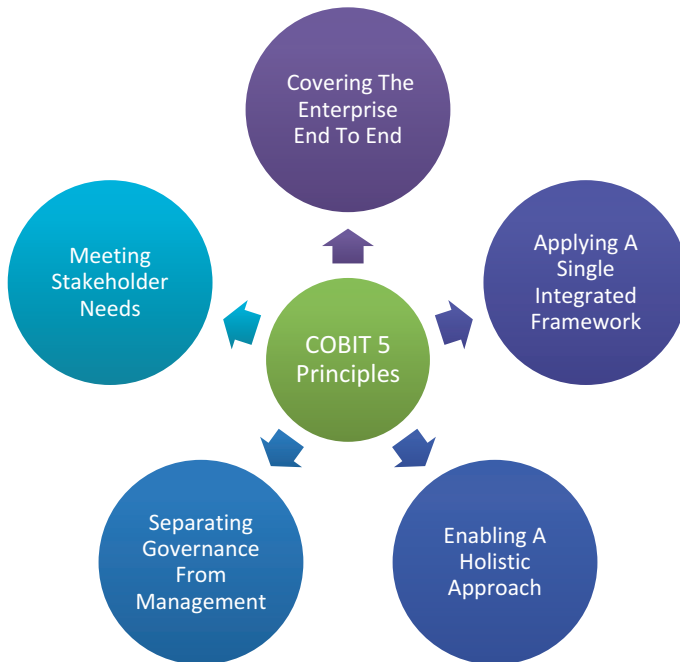 Covering The
Enterprise
End To End
Meeting
Stakeholder
Needs
Applying A
Single
Integrated
Framework
COBIT 5
Principles
Separating
Governance
From
Management
Enabling A
Holistic
Approach